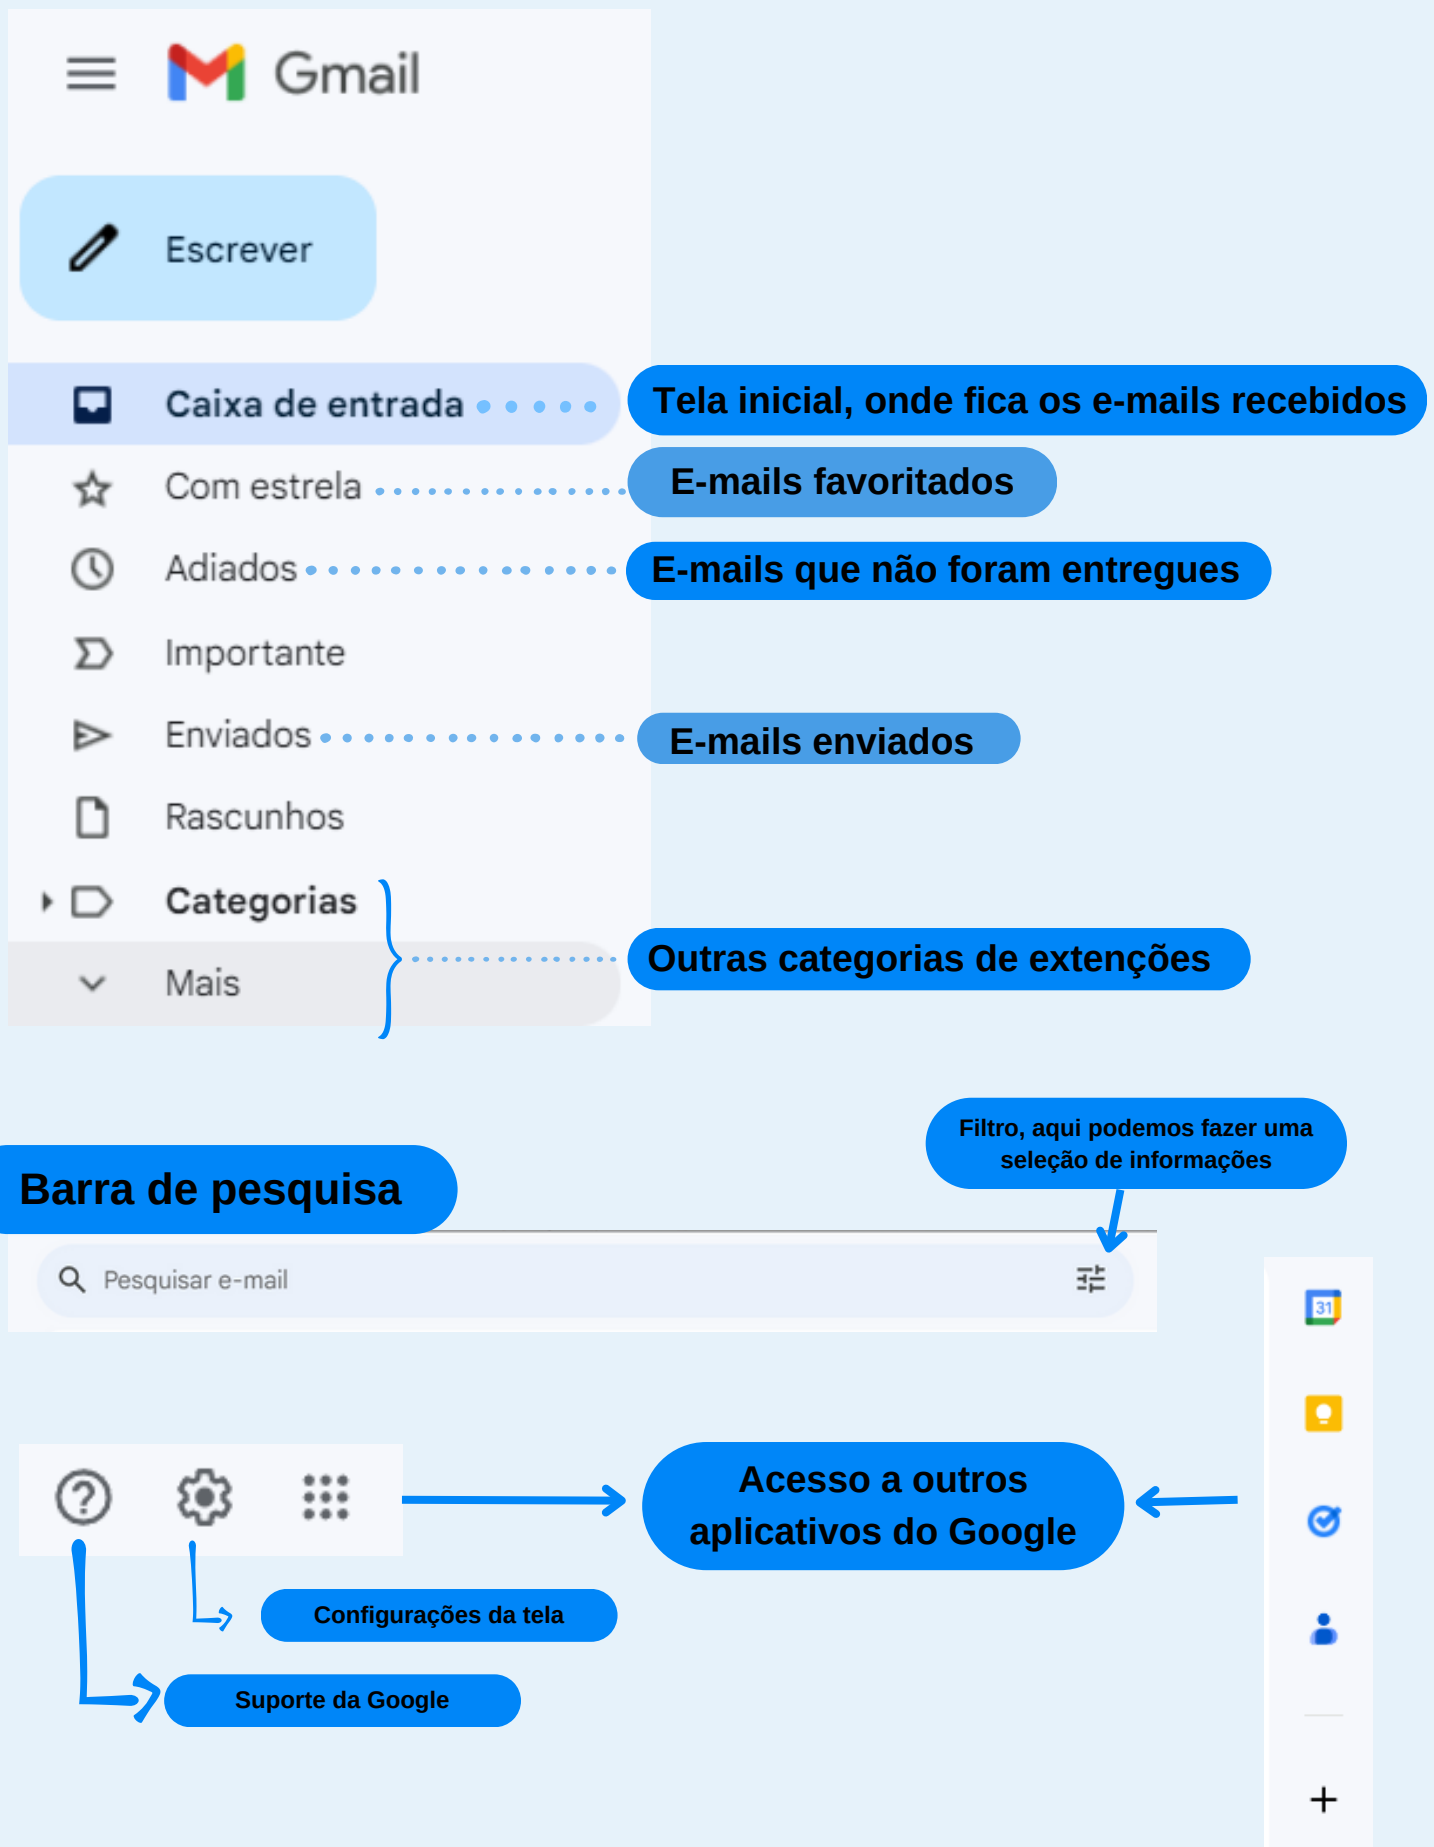 Gmail
Escrever
Caixa de entrada
Tela inicial, onde fica os e-mails recebidos
Com estrela
E-mails favoritados
Adiados
E-mails que não foram entregues
Importante
Enviados
E-mails enviados
Rascunhos
Categorias
Outras categorias de extenções
Mais
Filtro, aqui podemos fazer uma
seleção de informações
Barra de pesquisa
Pesquisar e-mail
31
Acesso a outros
aplicativos do Google
Configurações da tela
Suporte da Google